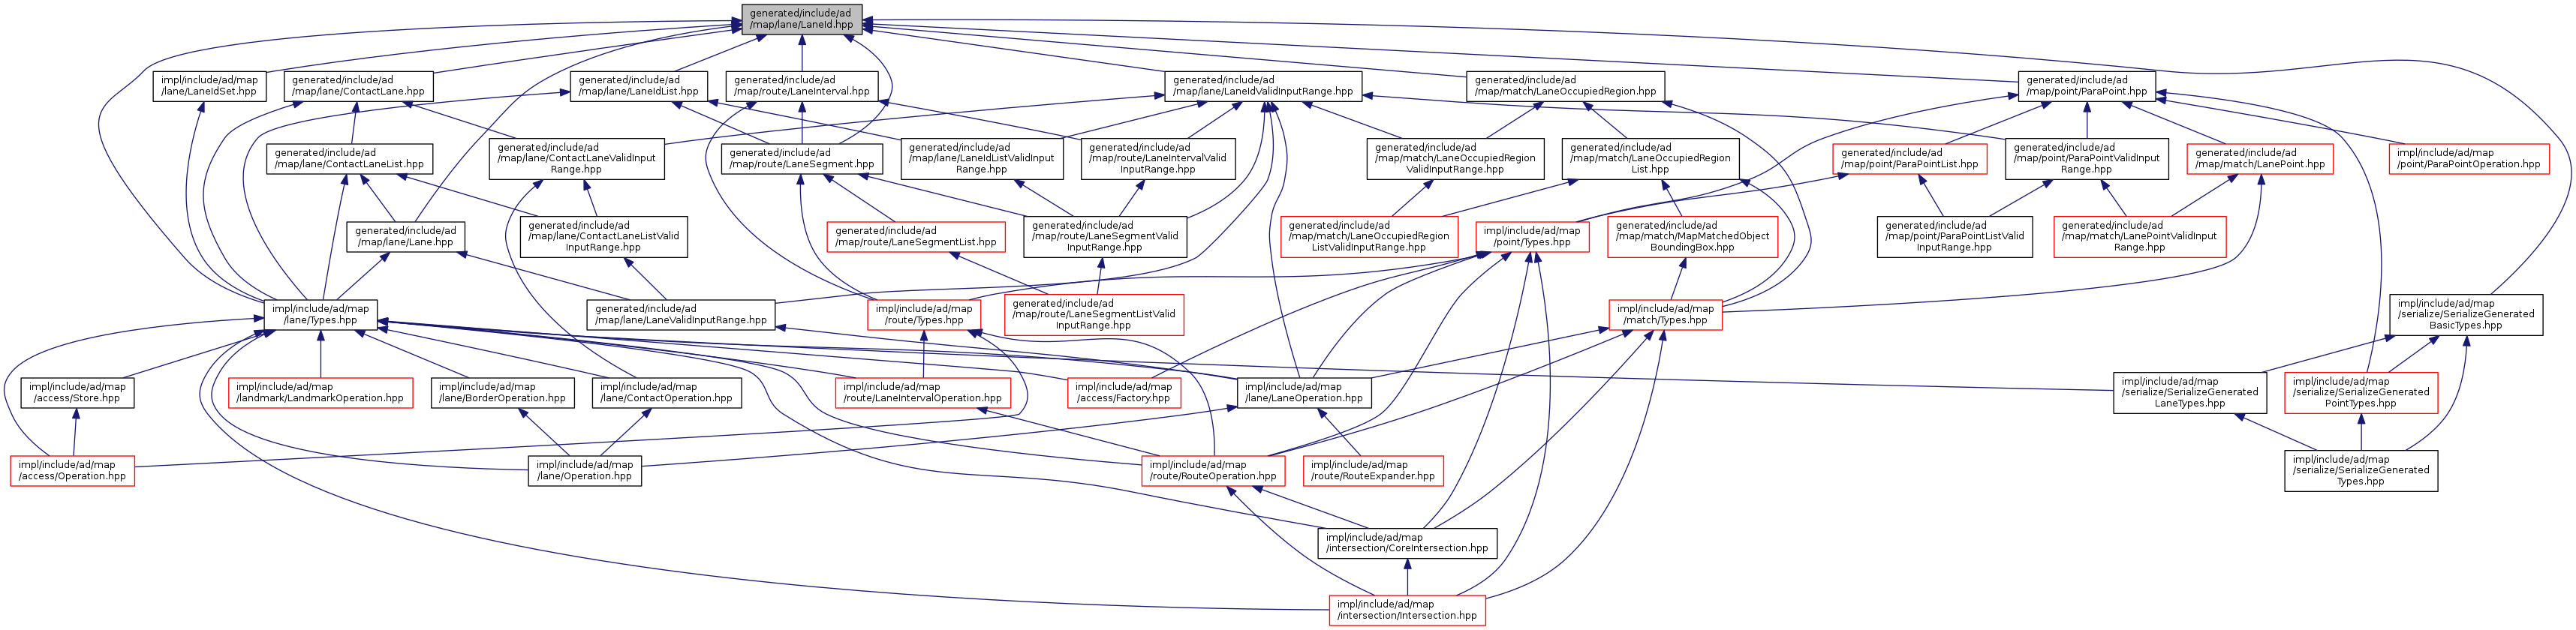 generated/include/ad
/map/lane/LaneId.hpp
impl/include/ad/map
/lane/LaneIdSet.hpp
generated/include/ad
/map/lane/ContactLane.hpp
generated/include/ad
/map/lane/LaneIdList.hpp
generated/include/ad
/map/route/LaneInterval.hpp
generated/include/ad
/map/lane/LaneIdValidInputRange.hpp
generated/include/ad
/map/match/LaneOccupiedRegion.hpp
generated/include/ad
/map/point/ParaPoint.hpp
generated/include/ad
/map/lane/ContactLaneList.hpp
generated/include/ad
/map/lane/ContactLaneValidInput
Range.hpp
generated/include/ad
/map/route/LaneSegment.hpp
generated/include/ad
/map/lane/LaneIdListValidInput
Range.hpp
generated/include/ad
/map/route/LaneIntervalValid
InputRange.hpp
generated/include/ad
/map/match/LaneOccupiedRegion
ValidInputRange.hpp
generated/include/ad
/map/match/LaneOccupiedRegion
List.hpp
generated/include/ad
/map/point/ParaPointList.hpp
generated/include/ad
/map/point/ParaPointValidInput
Range.hpp
generated/include/ad
/map/match/LanePoint.hpp
impl/include/ad/map
/point/ParaPointOperation.hpp
generated/include/ad
/map/lane/Lane.hpp
generated/include/ad
/map/lane/ContactLaneListValid
InputRange.hpp
generated/include/ad
/map/route/LaneSegmentList.hpp
generated/include/ad
/map/route/LaneSegmentValid
InputRange.hpp
generated/include/ad
/map/match/LaneOccupiedRegion
ListValidInputRange.hpp
impl/include/ad/map
/point/Types.hpp
generated/include/ad
/map/match/MapMatchedObject
BoundingBox.hpp
generated/include/ad
/map/point/ParaPointListValid
InputRange.hpp
generated/include/ad
/map/match/LanePointValidInput
Range.hpp
impl/include/ad/map
/lane/Types.hpp
generated/include/ad
/map/lane/LaneValidInputRange.hpp
impl/include/ad/map
/route/Types.hpp
generated/include/ad
/map/route/LaneSegmentListValid
InputRange.hpp
impl/include/ad/map
/match/Types.hpp
impl/include/ad/map
/serialize/SerializeGenerated
BasicTypes.hpp
impl/include/ad/map
/access/Store.hpp
impl/include/ad/map
/landmark/LandmarkOperation.hpp
impl/include/ad/map
/lane/BorderOperation.hpp
impl/include/ad/map
/lane/ContactOperation.hpp
impl/include/ad/map
/route/LaneIntervalOperation.hpp
impl/include/ad/map
/access/Factory.hpp
impl/include/ad/map
/lane/LaneOperation.hpp
impl/include/ad/map
/serialize/SerializeGenerated
LaneTypes.hpp
impl/include/ad/map
/serialize/SerializeGenerated
PointTypes.hpp
impl/include/ad/map
/access/Operation.hpp
impl/include/ad/map
/lane/Operation.hpp
impl/include/ad/map
/route/RouteOperation.hpp
impl/include/ad/map
/route/RouteExpander.hpp
impl/include/ad/map
/serialize/SerializeGenerated
Types.hpp
impl/include/ad/map
/intersection/CoreIntersection.hpp
impl/include/ad/map
/intersection/Intersection.hpp